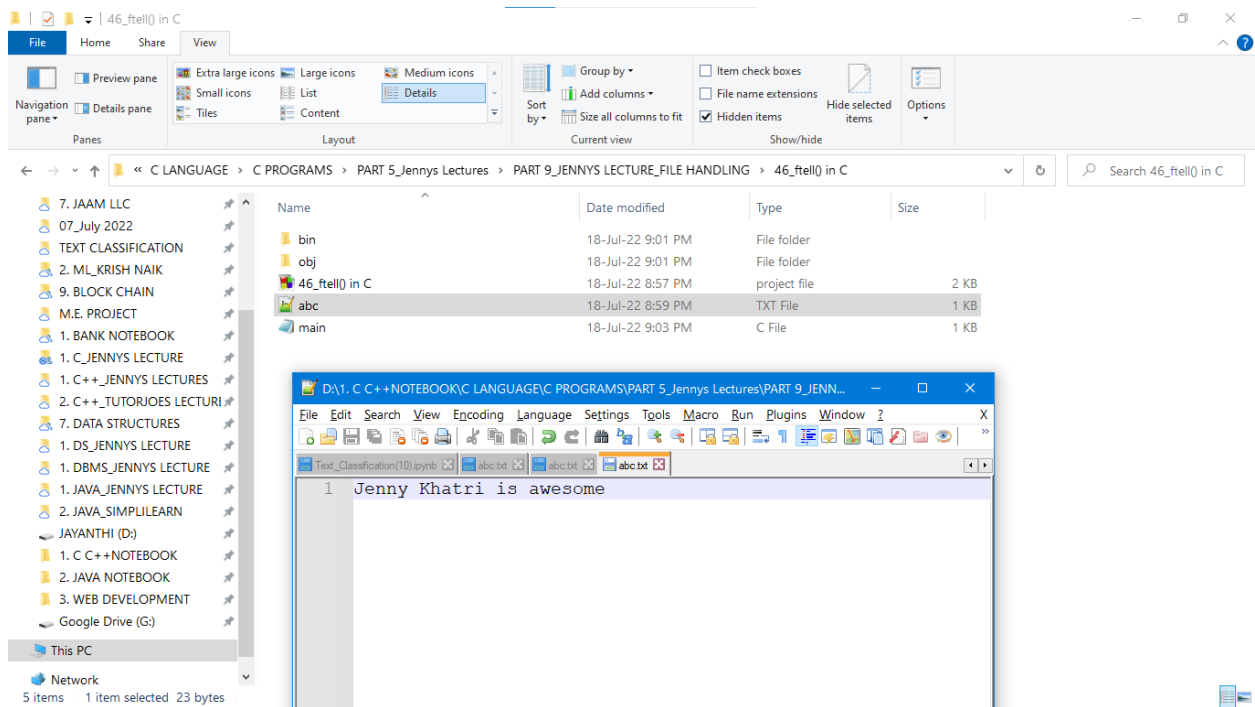 46_ftell() in C
File Home Share View
Navigation pane
Preview pane
Details pane
Panes
Extra large icons Large icons Medium icons
Small icons List Details
Tiles Content
Layout
Sort by
Group by
Add columns
Size all columns to fit
Current view
Item check boxes
File name extensions
Hidden items
Hide selected items
Show/hide
Options
« C LANGUAGE > C PROGRAMS > PART 5_Jennys Lectures > PART 9_JENNYS LECTURE_FILE HANDLING > 46_ftell() in C
Search 46_ftell() in C
7. JAAM LLC
07_July 2022
TEXT CLASSIFICATION
2. ML_KRISH NAIK
9. BLOCK CHAIN
M.E. PROJECT
1. BANK NOTEBOOK
1. C_JENNYS LECTURE
1. C++_JENNYS LECTURES
2. C++_TUTORJOES LECTURI
7. DATA STRUCTURES
1. DS_JENNYS LECTURE
1. DBMS_JENNYS LECTURE
1. JAVA_JENNYS LECTURE
2. JAVA_SIMPLILEARN
JAYANTHI (D:)
1. C C++NOTEBOOK
2. JAVA NOTEBOOK
3. WEB DEVELOPMENT
Google Drive (G:)
This PC
Network
Name Date modified Type Size
bin 18-Jul-22 9:01 PM File folder
obj 18-Jul-22 9:01 PM File folder
46_ftell() in C 18-Jul-22 8:57 PM project file 2 KB
abc 18-Jul-22 8:59 PM TXT File 1 KB
main 18-Jul-22 9:03 PM C File 1 KB
D:\1. C C++NOTEBOOK\C LANGUAGE\C PROGRAMS\PART 5_Jennys Lectures\PART 9_JENN...
File Edit Search View Encoding Language Settings Tools Macro Run Plugins Window ? X
Text_Classification(10).ipynb abc.txt abc.txt abc.txt
1 Jenny Khatri is awesome
5 items 1 item selected 23 bytes